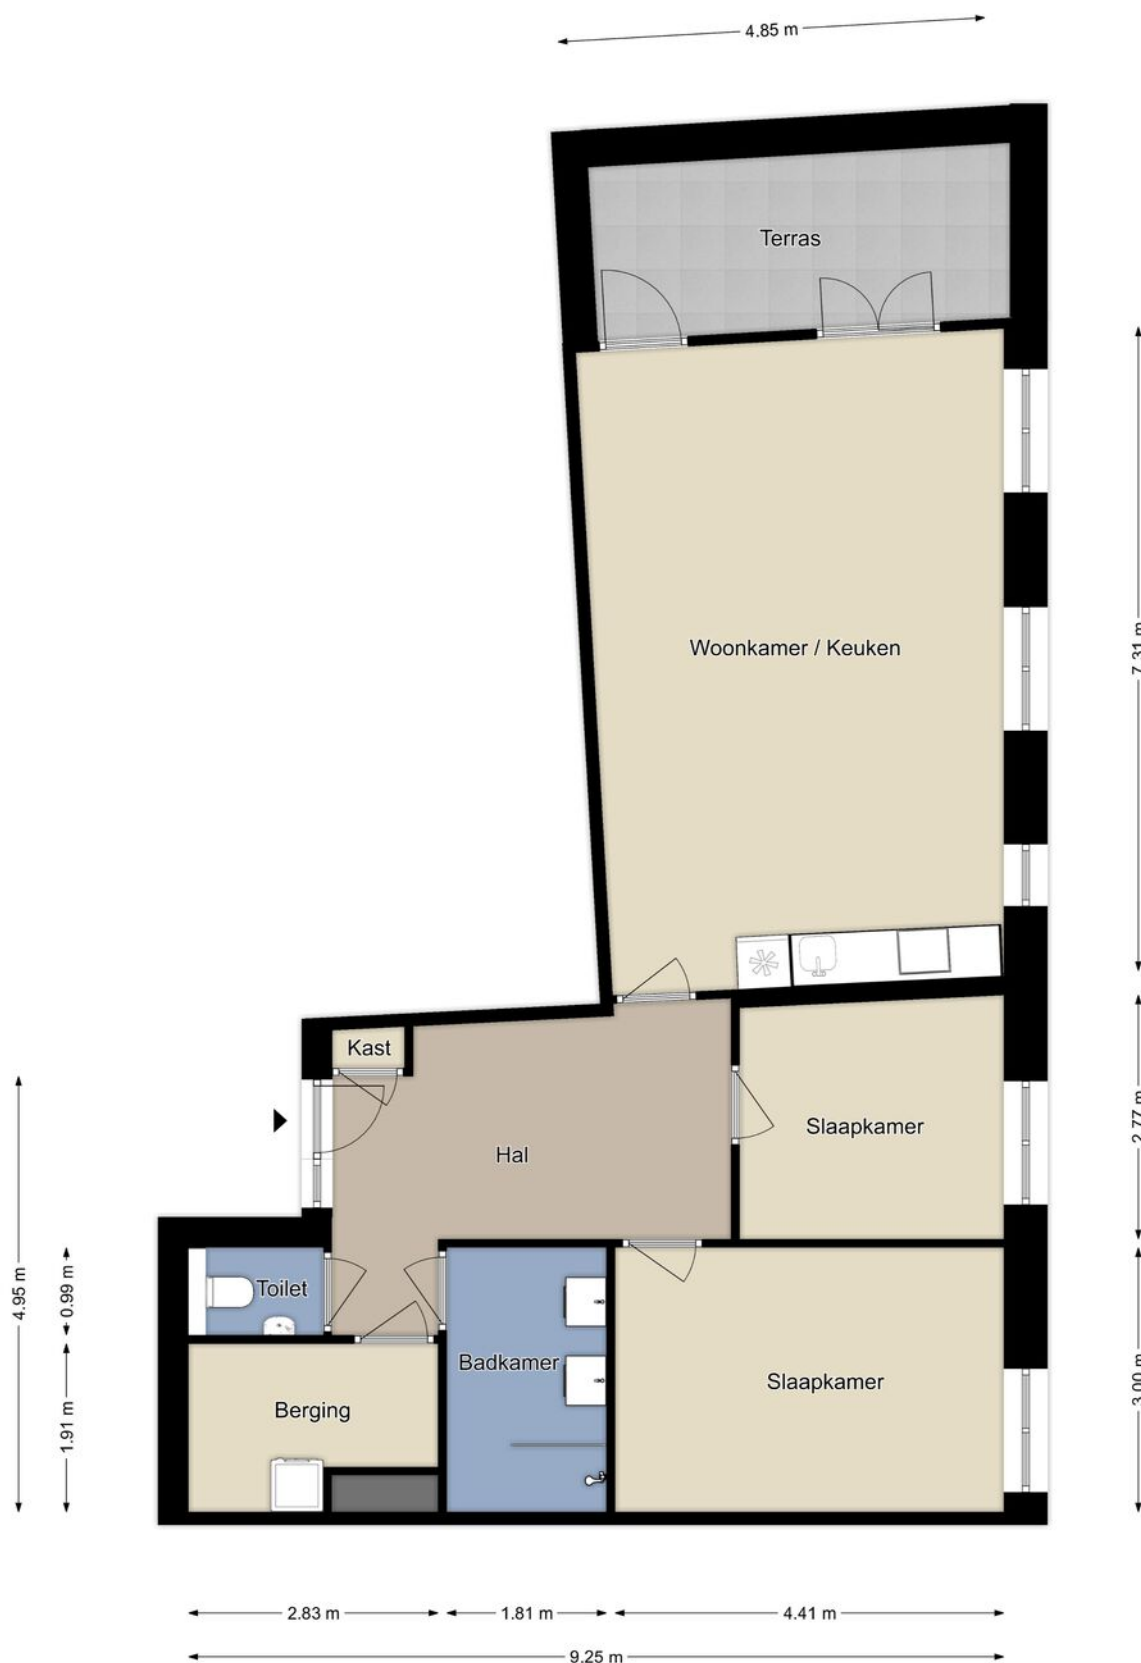 4.85 m
Terras
7.31 m
Woonkamer / Keuken
Kast
2.77 m
Slaapkamer
Hal
4.95 m
0.99 m
Toilet
Badkamer
Slaapkamer
3.00 m
1.91 m
Berging
2.83 m
1.81 m
4.41 m
9.25 m